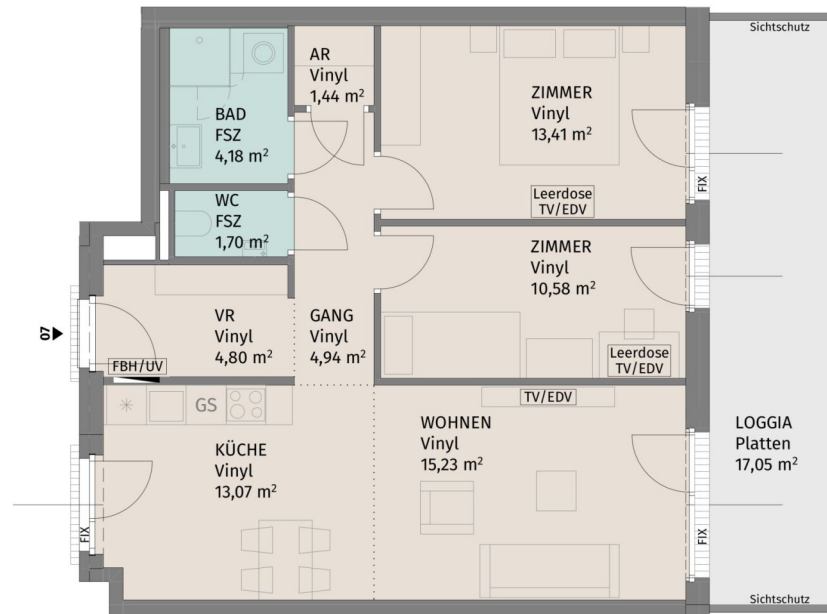 Sichtschutz
AR
Vinyl
1,44 m²
BAD
FSZ
4,18 m²
ZIMMER
Vinyl
13,41 m²
FIX
Leerdose
TV/EDV
WC
FSZ
1,70 m²
ZIMMER
Vinyl
10,58 m²
07
VR
Vinyl
4,80 m²
GANG
Vinyl
4,94 m²
FBH/UV
Leerdose
TV/EDV
GS
TV/EDV
KÜCHE
Vinyl
13,07 m²
WOHNEN
Vinyl
15,23 m²
LOGGIA
Platten
17,05 m²
FIX
FIX
Sichtschutz